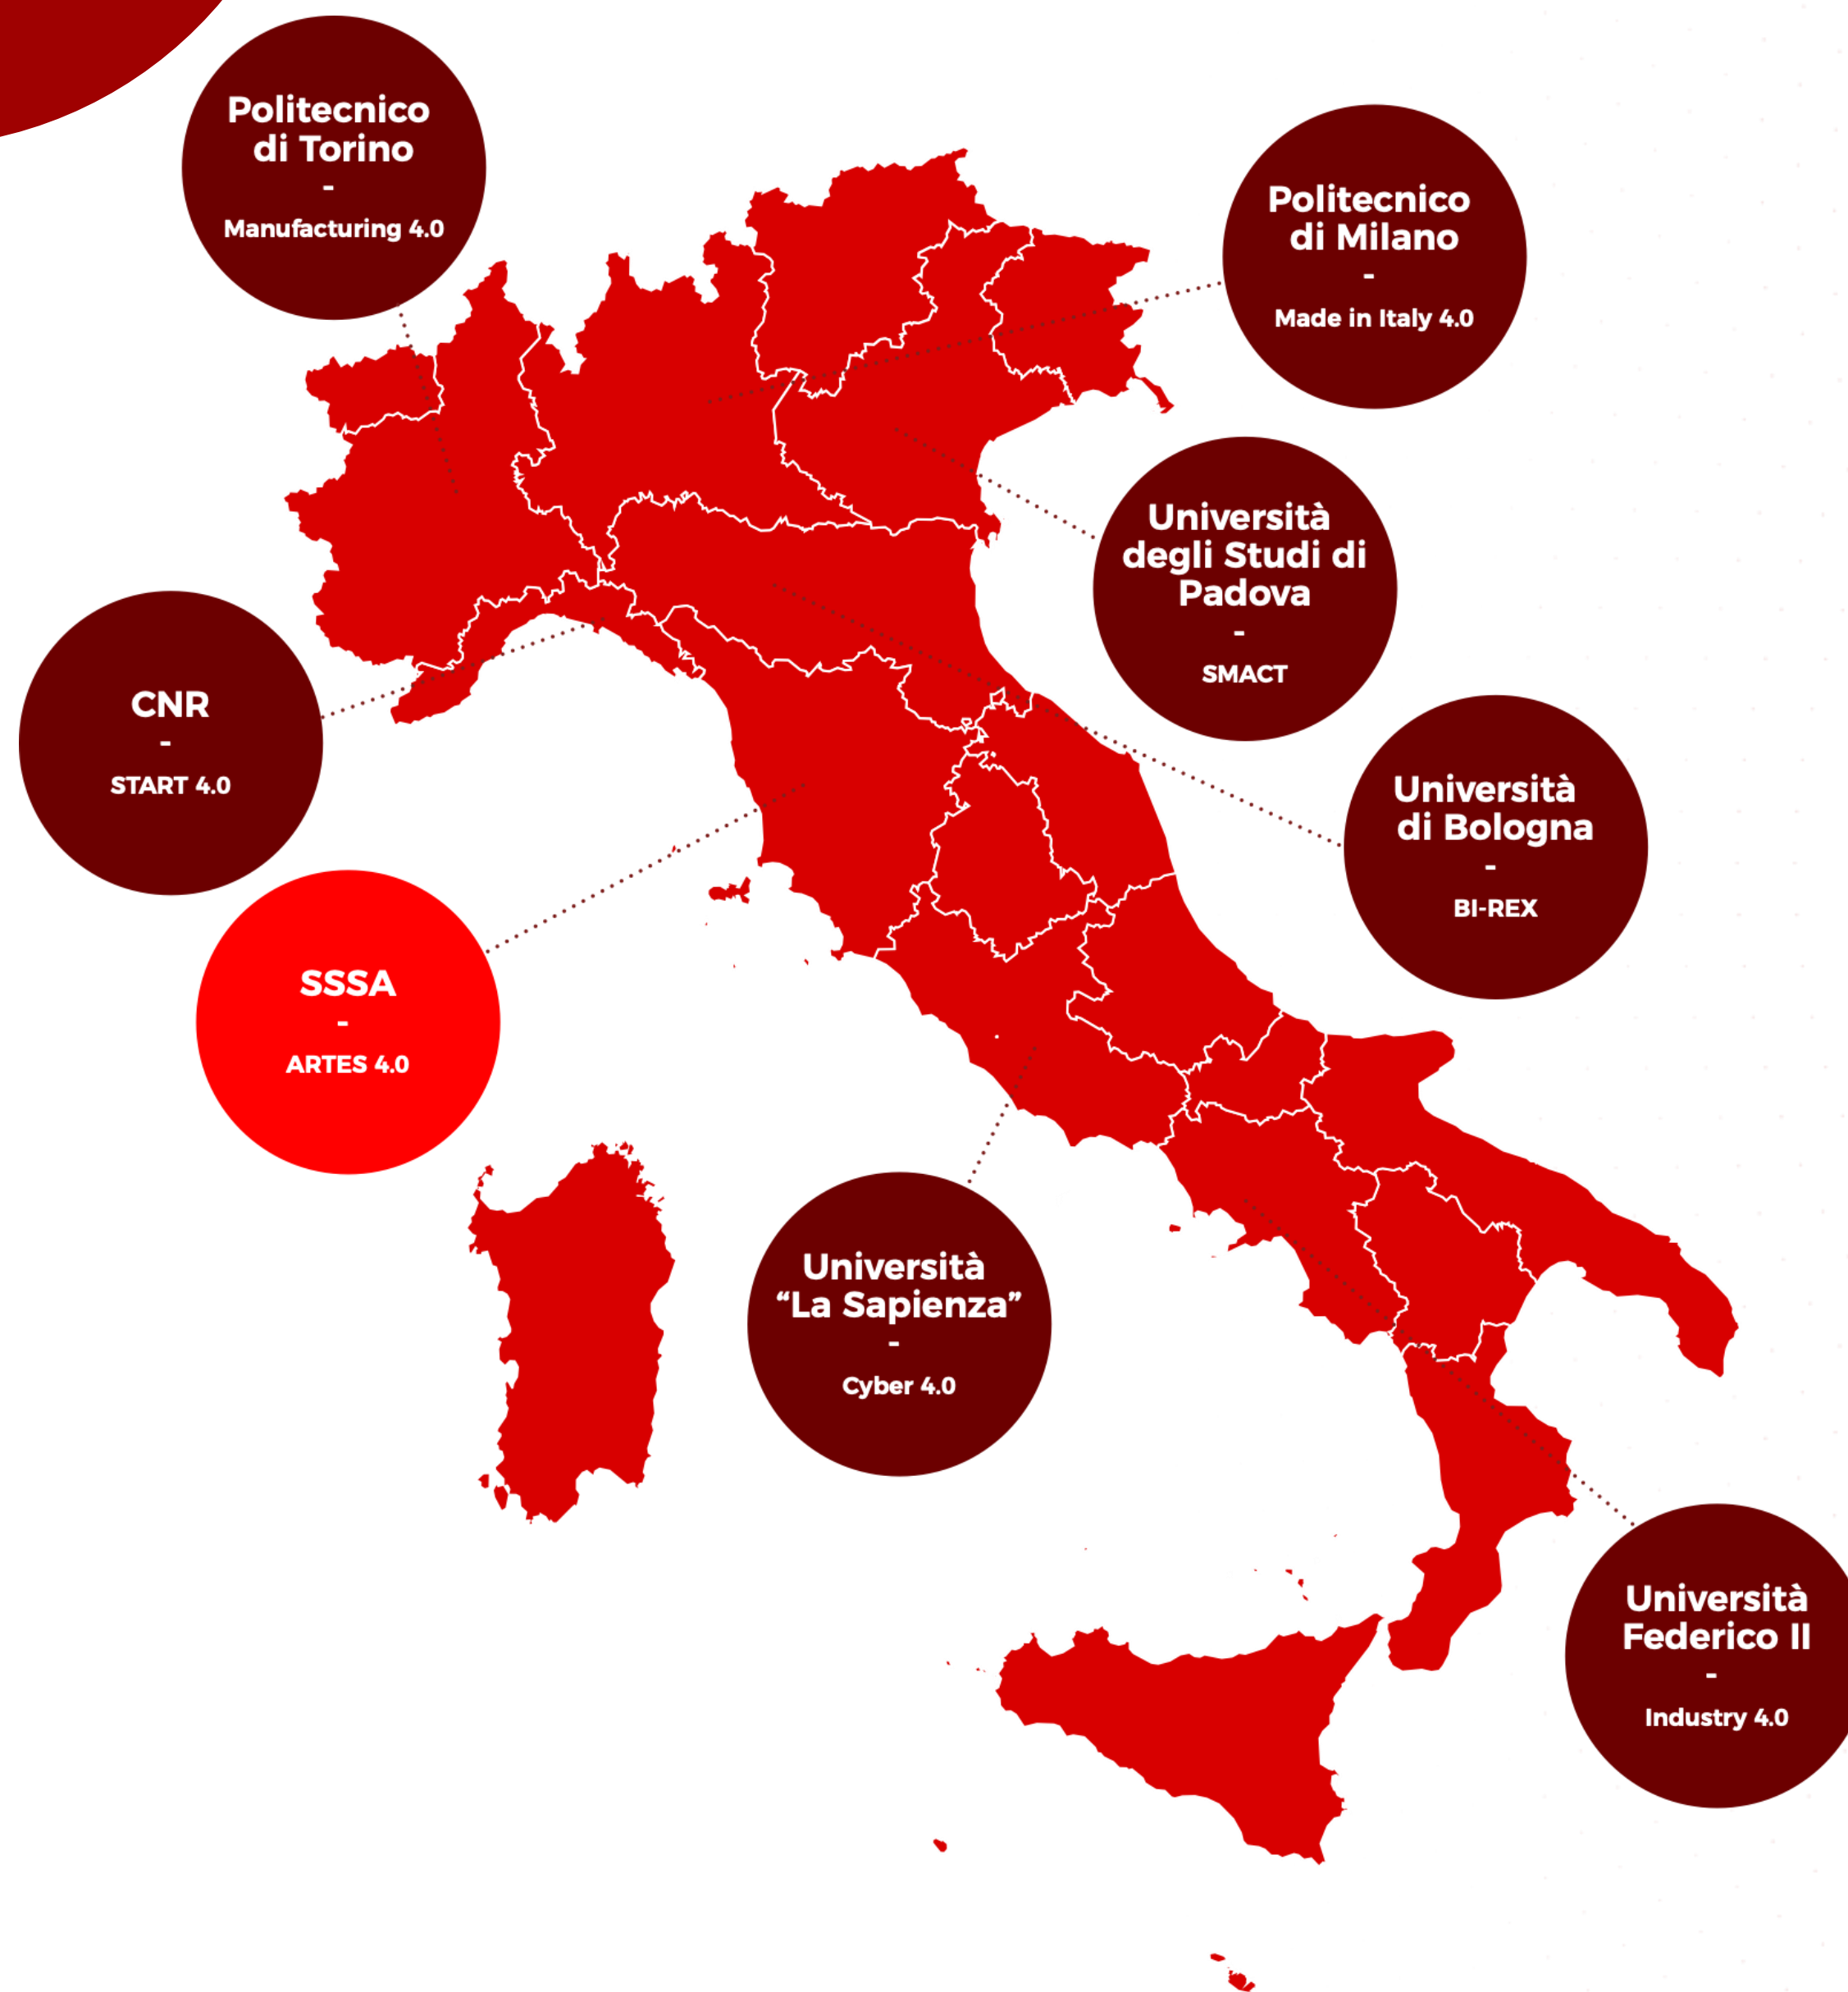 Politecnico
di Torino
-
Manufacturing 4.0
Politecnico
di Milano
-
Made in Italy 4.0
Università
degli Studi di
Padova
-
SMACT
CNR
-
START 4.0
Università
di Bologna
-
BI-REX
SSSA
-
ARTES 4.0
Università
“La Sapienza”
-
Cyber 4.0
Università
Federico II
-
Industry 4.0